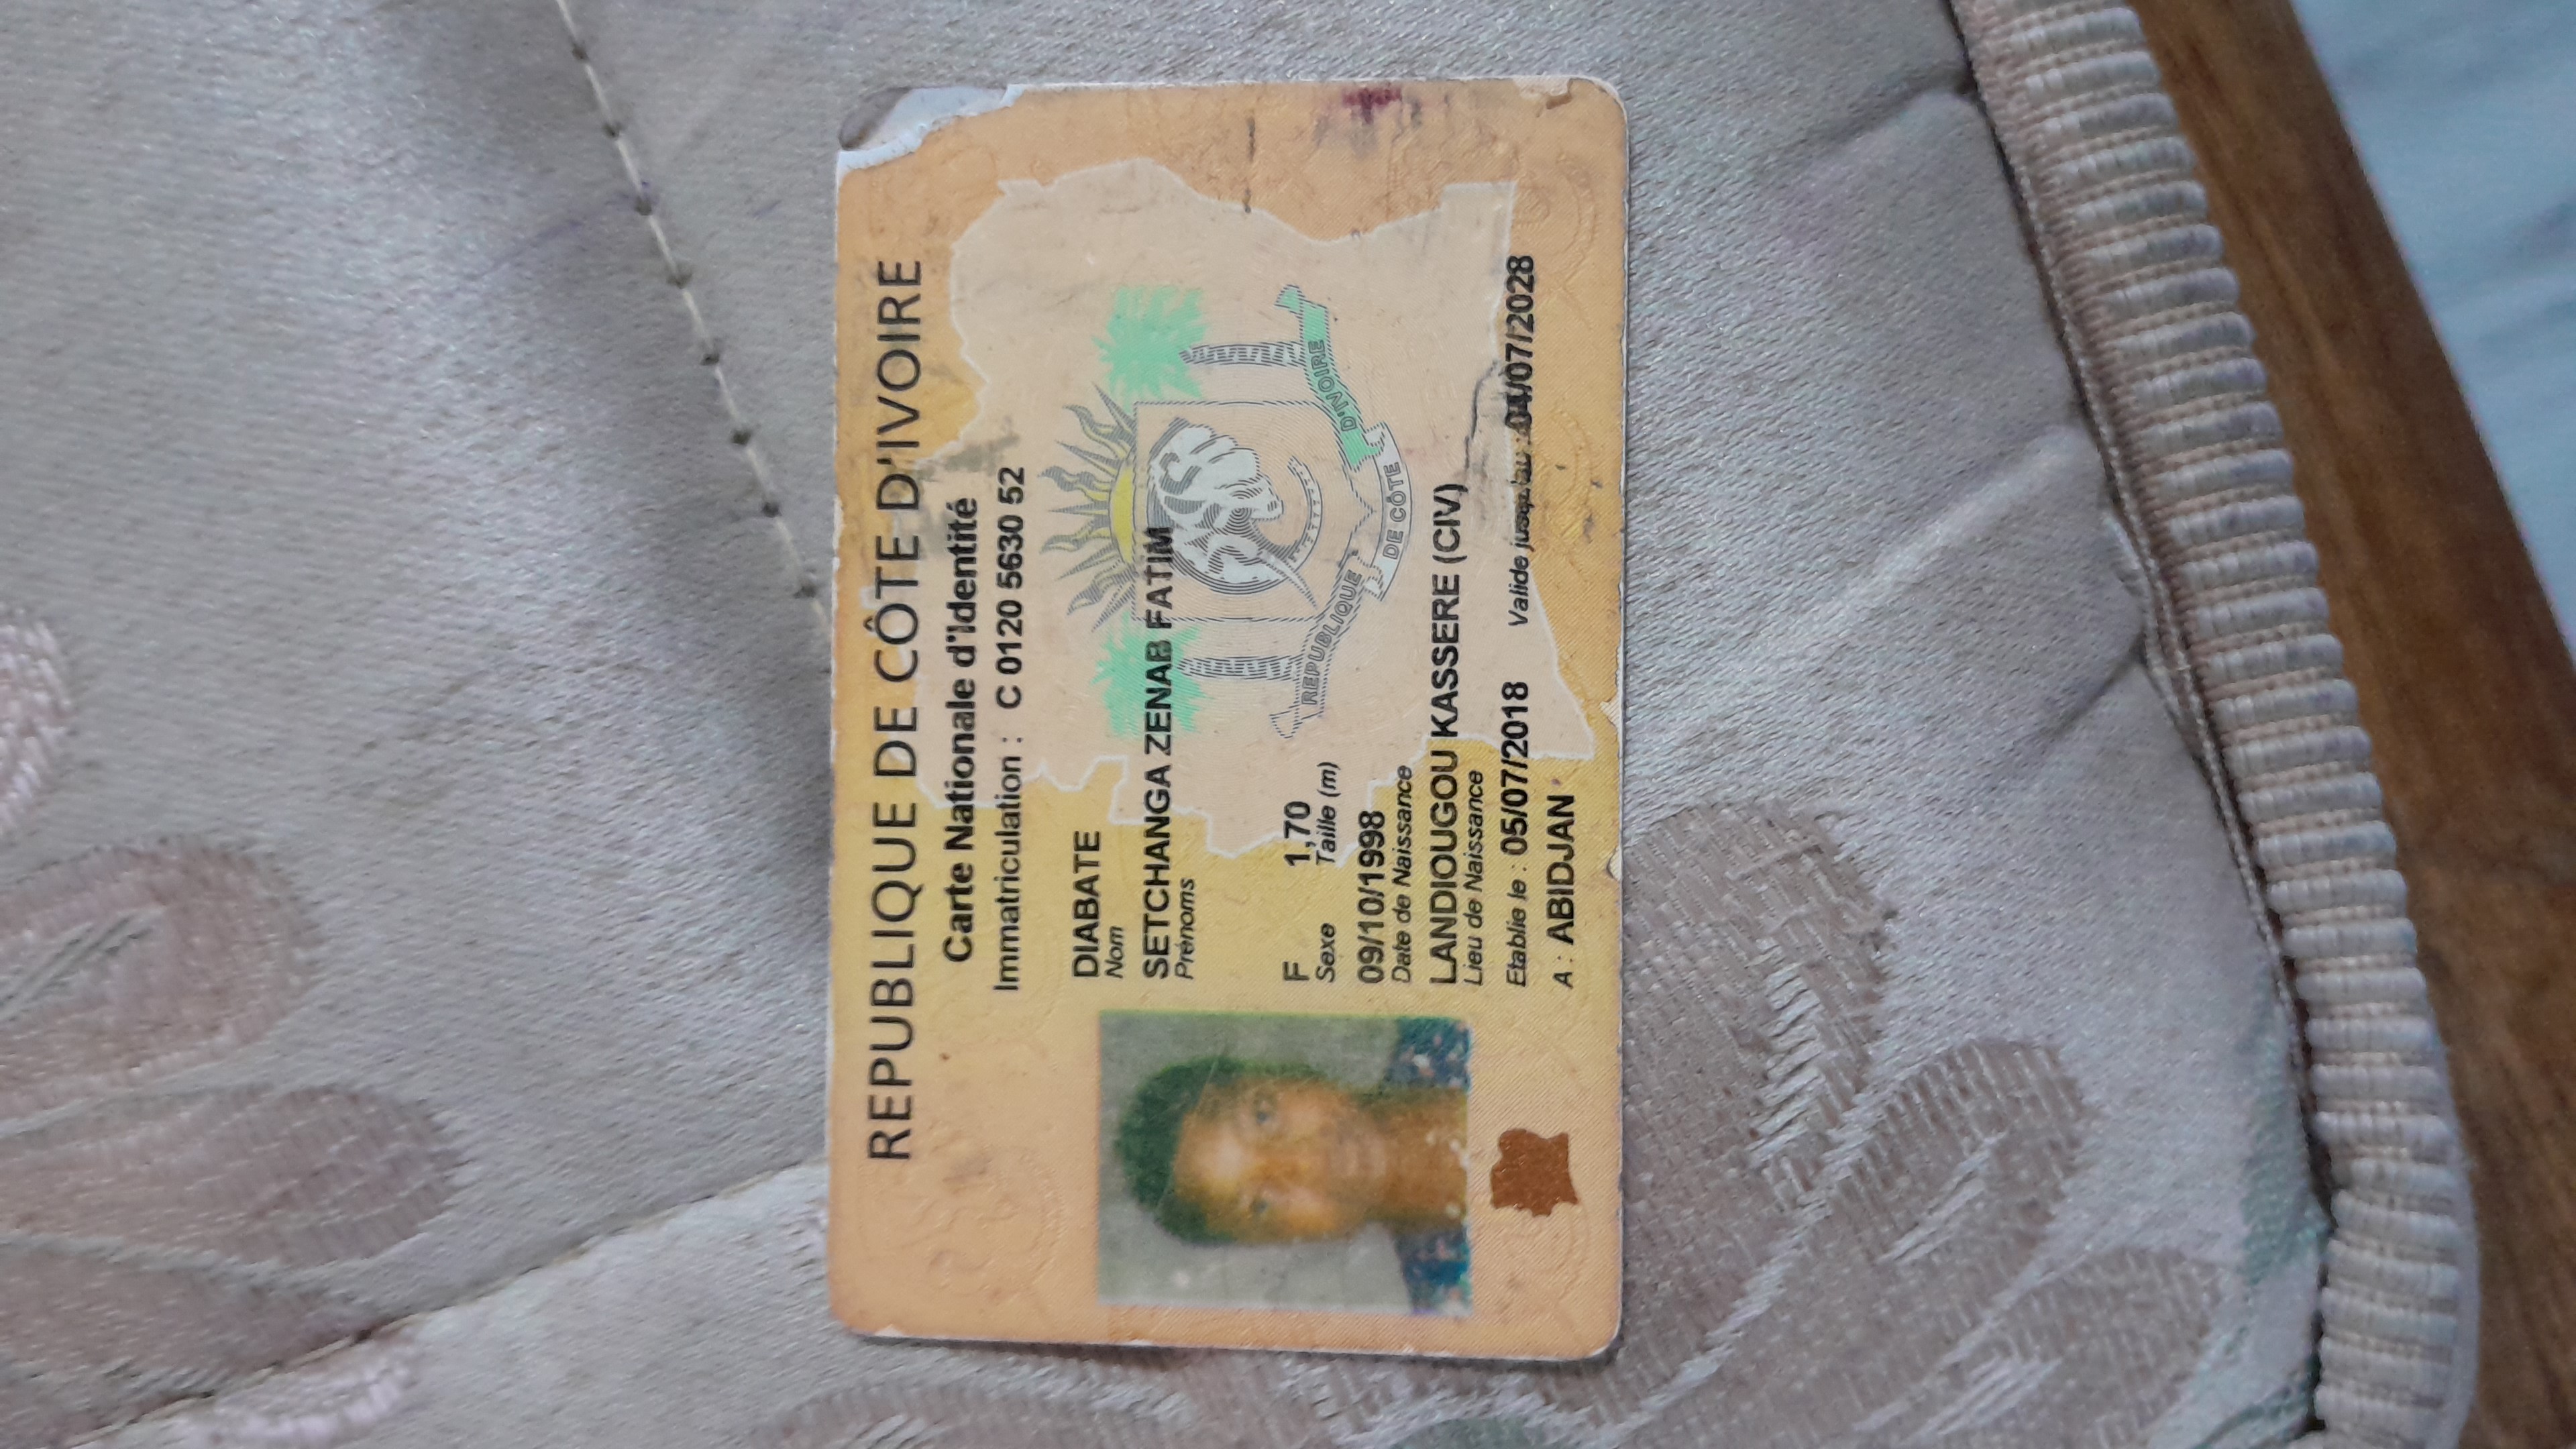 REPUBLIQUE DE CÔTE D'IVOIRE
Carte Nationale d'Identité
Immatriculation : C 0120 5630 52
DIABATE
Nom
SETCHANGA ZENAB FATIM
Prénoms
F 1,70
Sexe Taille (m)
09/10/1998
Date de Naissance
LANDIOUGOU KASSERE (CIV)
Lieu de Naissance
Etablie le : 05/07/2018 Valide jusqu'au : 04/07/2028
A : ABIDJAN
REPUBLIQUE DE CÔTE D'IVOIRE